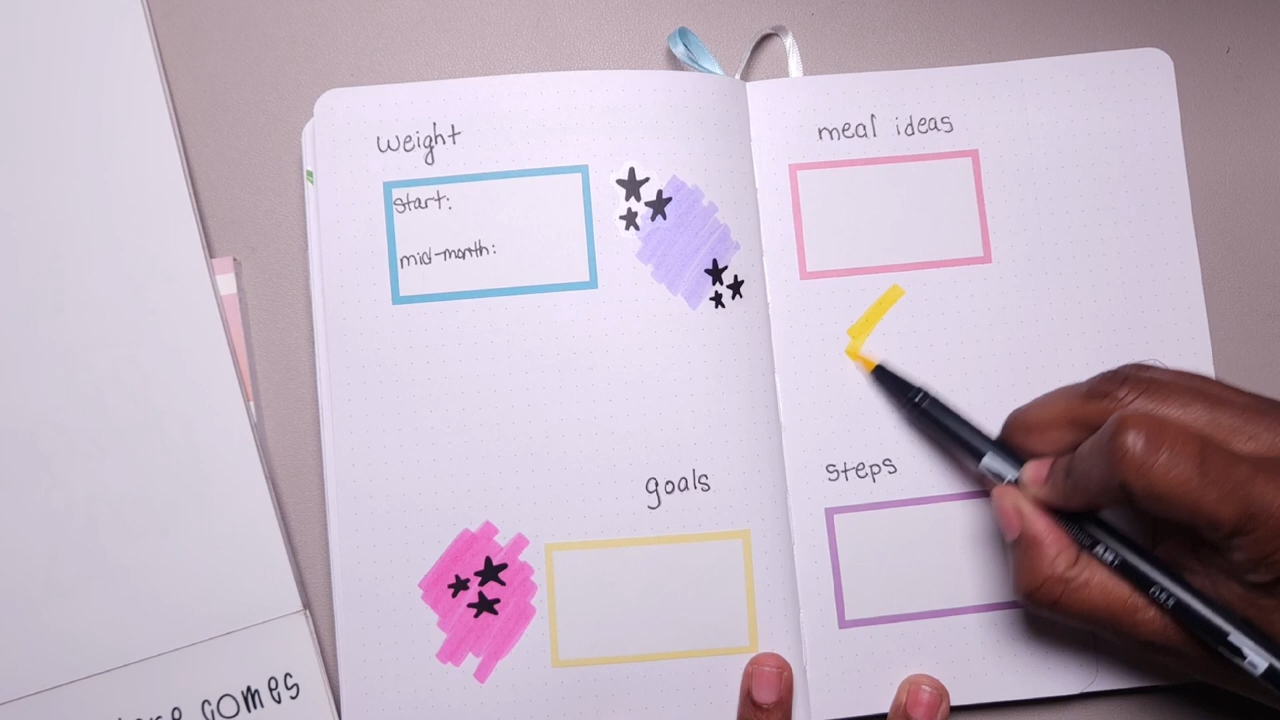 weight
start:
mid-month:
goals
meal ideas
steps
comes